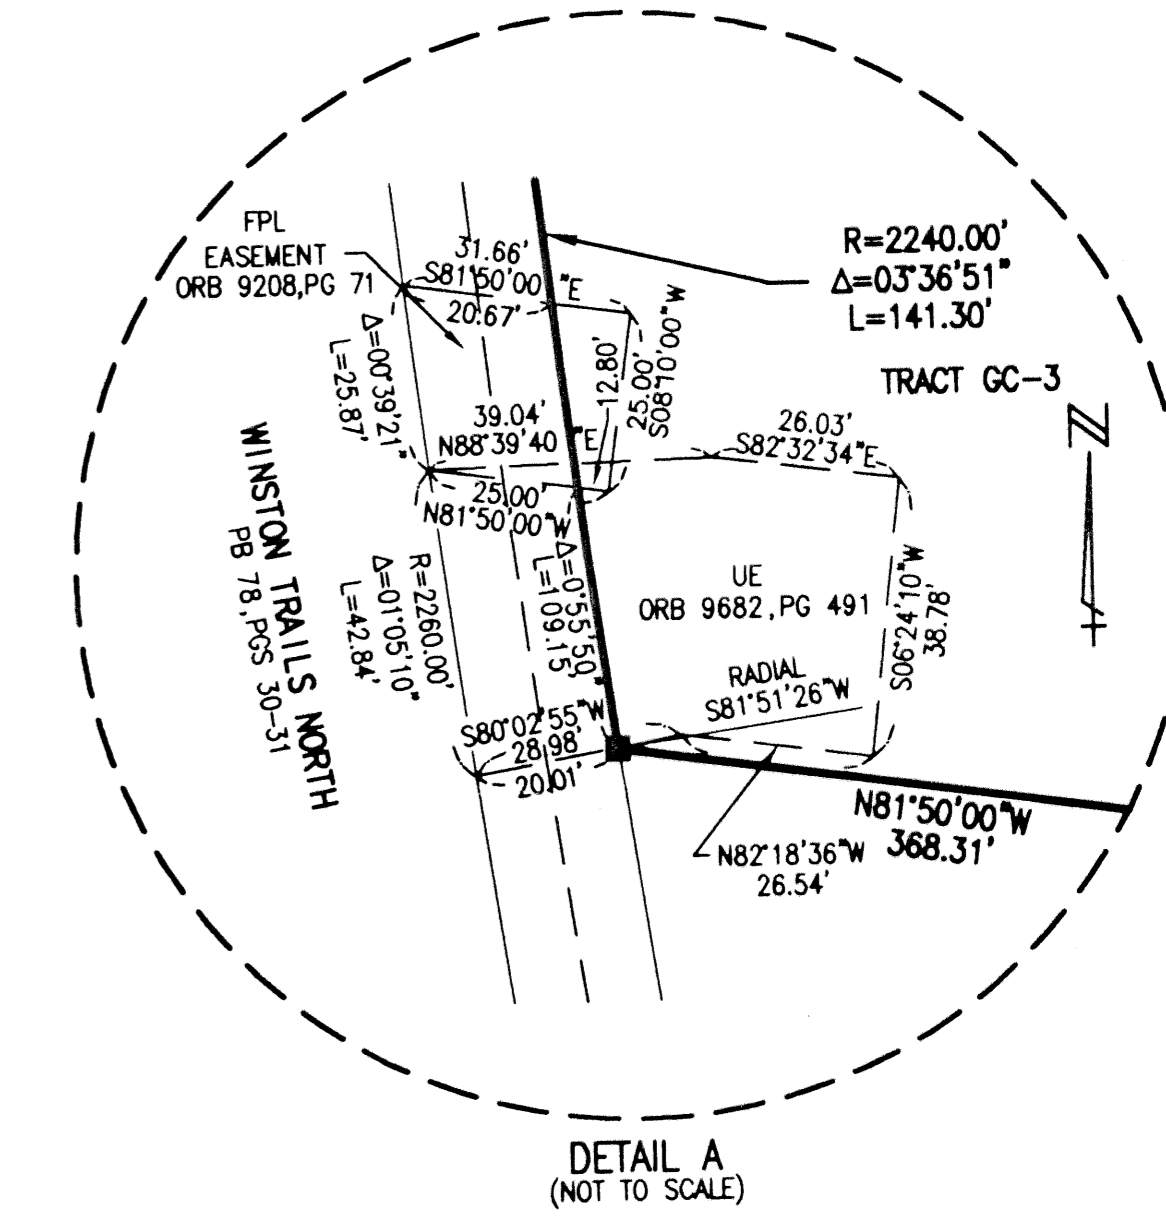 FPL
EASEMENT
ORB 9208,PG 71
31.66'
S81°50'00"E
20.67'
R=2240.00'
Δ=03°36'51"
L=141.30'
TRACT GC-3
Δ=00°39'21"
L=25.87'
12.80'
25.00'
S08°10'00"W
39.04'
N88°39'40"E
25.00'
N81°50'00"W
26.03'
S82°32'34"E
N
WINSTON TRAILS NORTH
PB 78,PGS 30-31
R=2260.00'
Δ=01°05'10"
L=42.84'
Δ=0°55'50"
L=109.15'
UE
ORB 9682,PG 491
S06°24'10"W
38.78'
RADIAL
S81°51'26"W
S80°02'55"W
28.98'
20.01'
N81°50'00"W
368.31'
N82°18'36"W
26.54'
DETAIL A
(NOT TO SCALE)